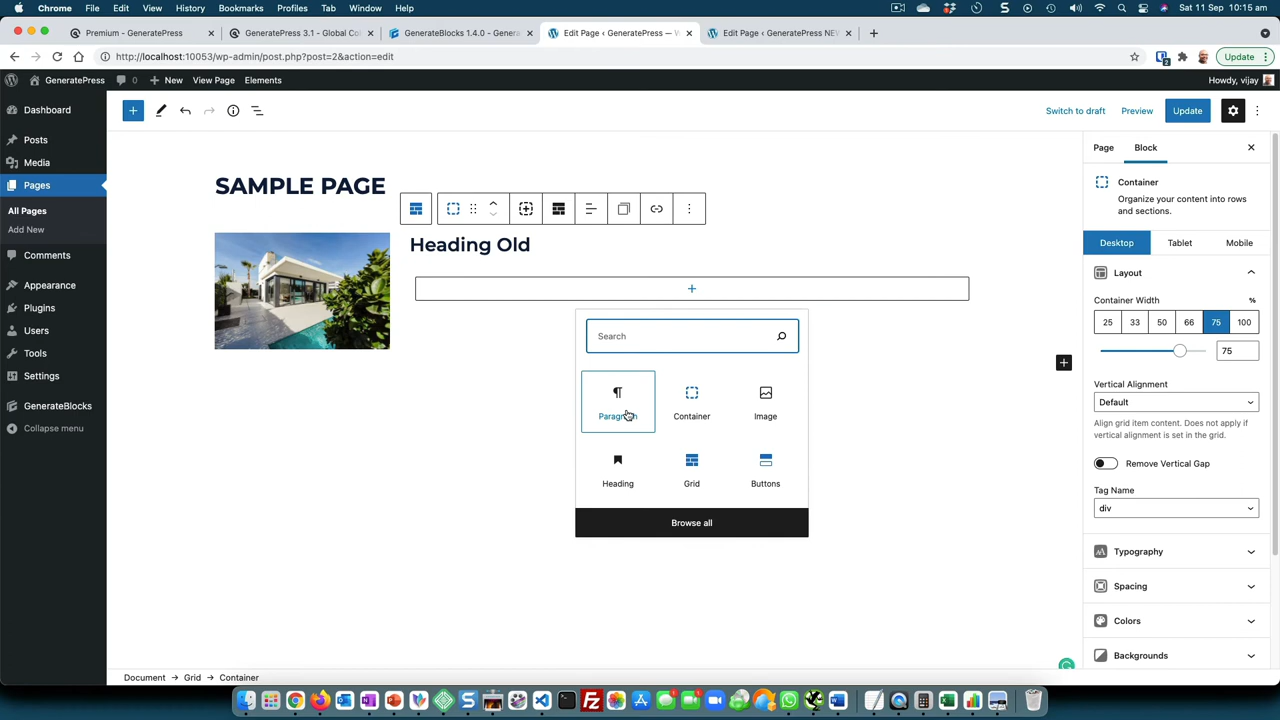 Chrome File Edit View History Bookmarks Profiles Tab Window Help Sat 11 Sep 10:15 am
Premium - GeneratePress GeneratePress 3.1 - Global Co GenerateBlocks 1.4.0 - Genera Edit Page ‹ GeneratePress — W Edit Page ‹ GeneratePress NEW
http://localhost:10053/wp-admin/post.php?post=2&action=edit
2 Update
GeneratePress 0 New View Page Elements Howdy, vijay
Dashboard
Posts
Media
Pages
All Pages
Add New
Comments
Appearance
Plugins
Users
Tools
Settings
GenerateBlocks
Collapse menu
Switch to draft Preview Update
SAMPLE PAGE
Heading Old
Search
Paragraph Container Image
Heading Grid Buttons
Browse all
Page Block
Container
Organize your content into rows
and sections.
Desktop Tablet Mobile
Layout
Container Width %
25 33 50 66 75 100
75
Vertical Alignment
Default
Align grid item content. Does not apply if
vertical alignment is set in the grid.
Remove Vertical Gap
Tag Name
div
Typography
Spacing
Colors
Backgrounds
Document → Grid → Container